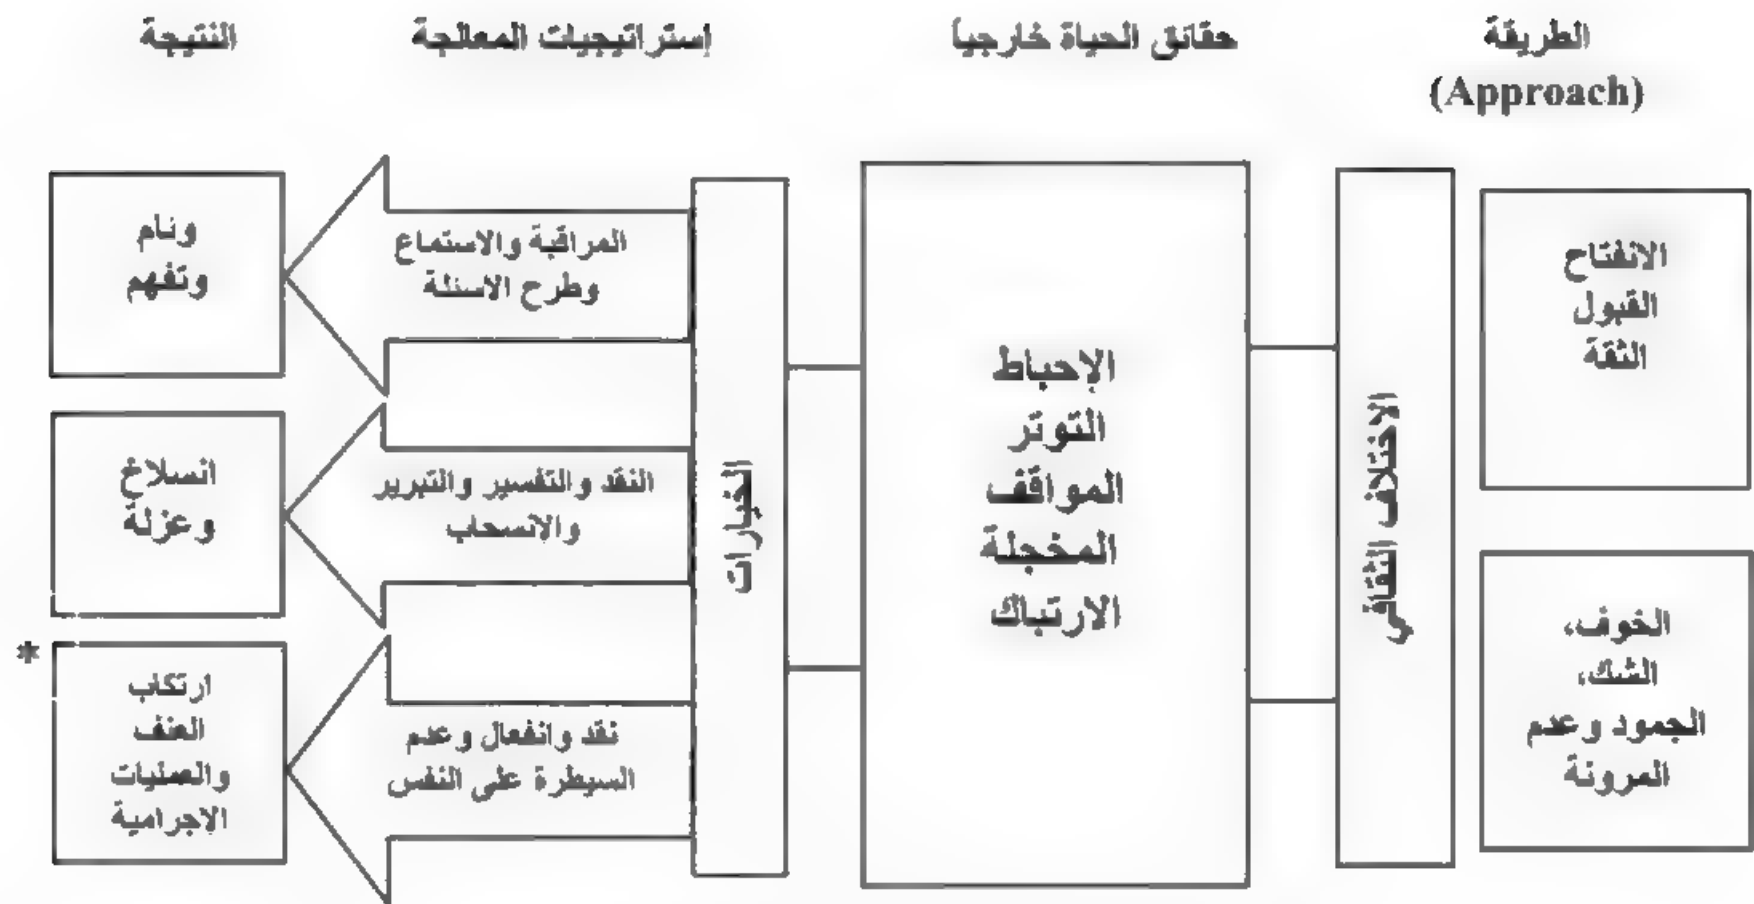 الطريقة
(Approach)
حقائق الحياة خارجيا
إستراتيجيات المعالجة
النتيجة
الانفتاح
القبول
الثقة
الخوف،
الشك،
الجمود وعدم
المرونة
الاختلاف الثقافي
الإحباط
التوتر
المواقف
المخجلة
الارتباك
الخيارات
المراقبة والاستماع
وطرح الاسئلة
النقد والتفسير والتبرير
والانسحاب
نقد وانفعال وعدم
السيطرة على النفس
ونام
وتفهم
انسلاخ
وعزلة
*
ارتكاب
العنف
والعمليات
الاجرامية